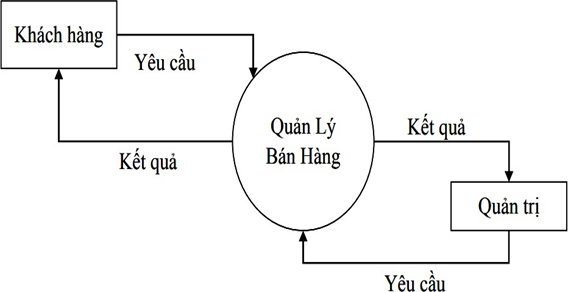 Khách hàng
Yêu cầu
Quản Lý
Bán Hàng
Kết quả
Kết quả
Quản trị
Yêu cầu